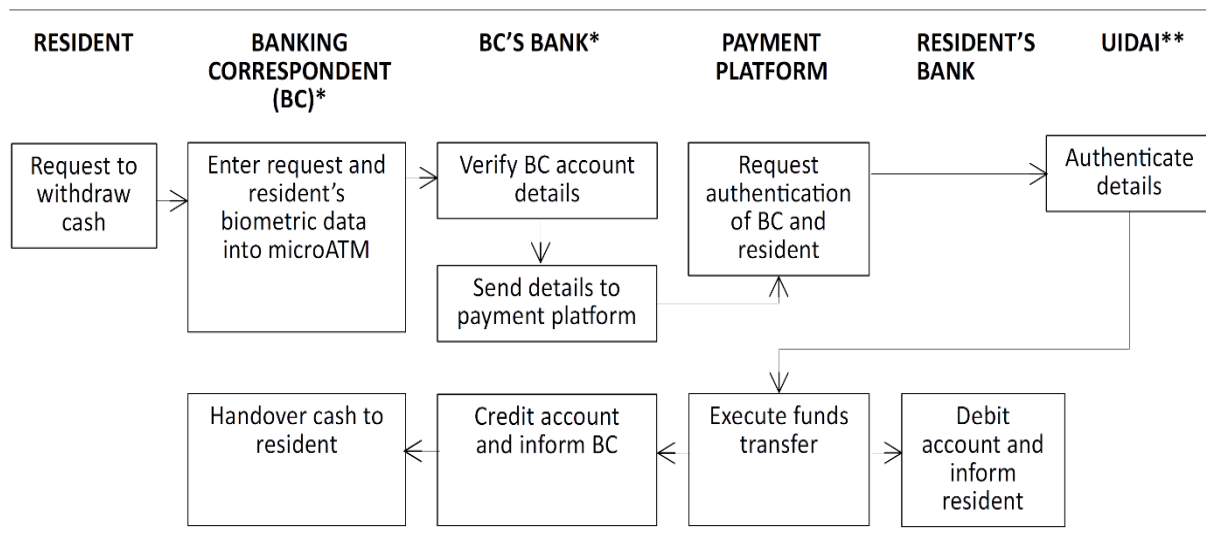 RESIDENT
BANKING
CORRESPONDENT
(BC)*
BC'S BANK*
PAYMENT
PLATFORM
RESIDENT'S
BANK
UIDAI**
Request to
withdraw
cash
Enter request and
resident's
biometric data
into microATM
Verify BC account
details
Send details to
payment platform
Request
authentication
of BC and
resident
Authenticate
details
Handover cash to
resident
Credit account
and inform BC
Execute funds
transfer
Debit
account and
inform
resident